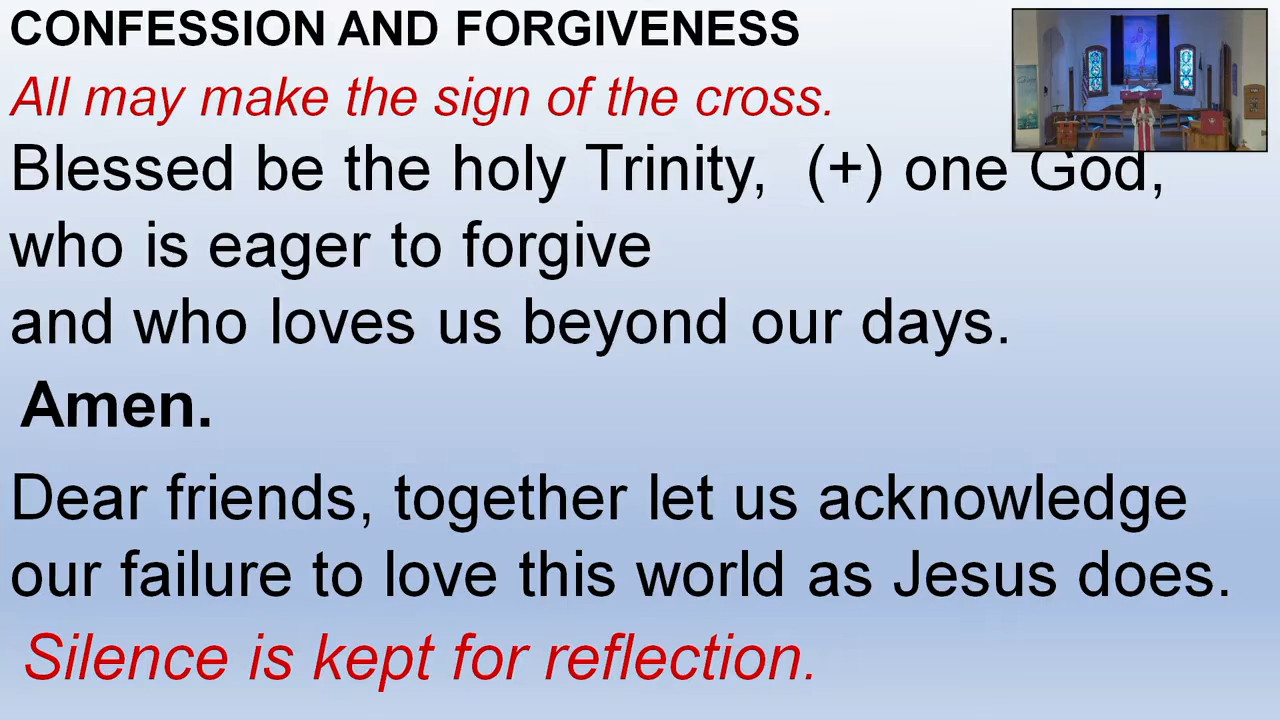 CONFESSION AND FORGIVENESS
All may make the sign of the cross.
Blessed be the holy Trinity, (+) one God,
who is eager to forgive
and who loves us beyond our days.
Amen.
Dear friends, together let us acknowledge
our failure to love this world as Jesus does.
Silence is kept for reflection.